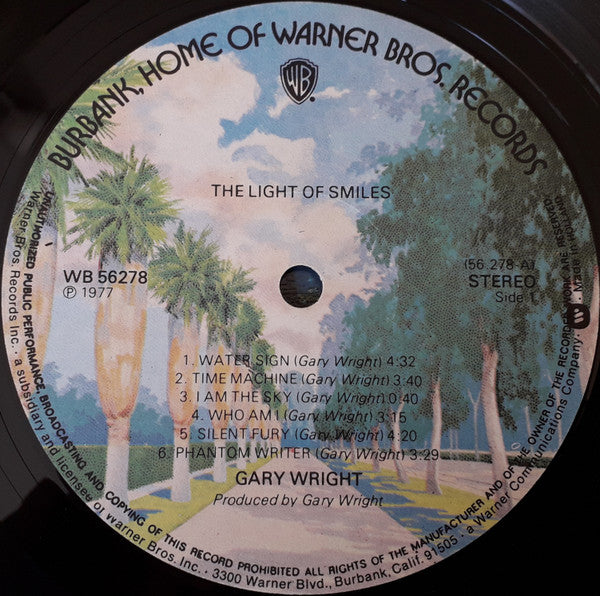 BURBANK, HOME OF WARNER BROS. RECORDS
WB
THE LIGHT OF SMILES
WB 56278
Ⓟ 1977
(56 278-A)
STEREO
Side 1
1. WATER SIGN (Gary Wright) 4:32
2. TIME MACHINE (Gary Wright) 3:40
3. I AM THE SKY (Gary Wright) 0:40
4. WHO AM I (Gary Wright) 3:15
5. SILENT FURY (Gary Wright) 4:20
6. PHANTOM WRITER (Gary Wright) 3:29
GARY WRIGHT
Produced by Gary Wright
UNAUTHORIZED PUBLIC PERFORMANCE, BROADCASTING AND COPYING OF THIS RECORD PROHIBITED ALL RIGHTS OF THE MANUFACTURER AND OF THE OWNER OF THE RECORDED WORK ARE RESERVED
Warner Bros. Records Inc. · a subsidiary and licensee of Warner Bros. Inc. · 3300 Warner Blvd., Burbank, Calif. 91505 · a Warner Communications Company · Made in